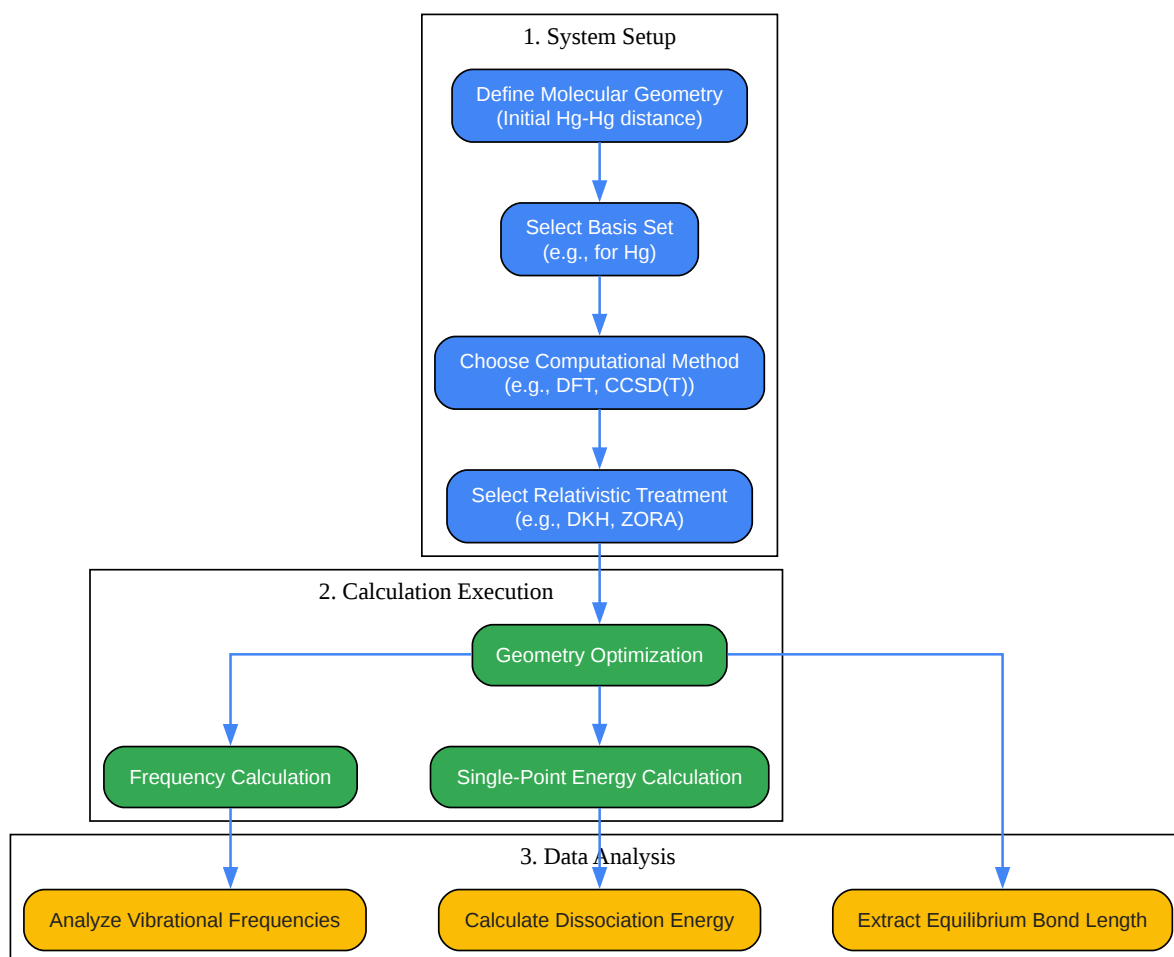 1. System Setup
Define Molecular Geometry
(Initial Hg-Hg distance)
Select Basis Set
(e.g., for Hg)
Choose Computational Method
(e.g., DFT, CCSD(T))
Select Relativistic Treatment
(e.g., DKH, ZORA)
2. Calculation Execution
Geometry Optimization
Frequency Calculation
Single-Point Energy Calculation
3. Data Analysis
Analyze Vibrational Frequencies
Calculate Dissociation Energy
Extract Equilibrium Bond Length